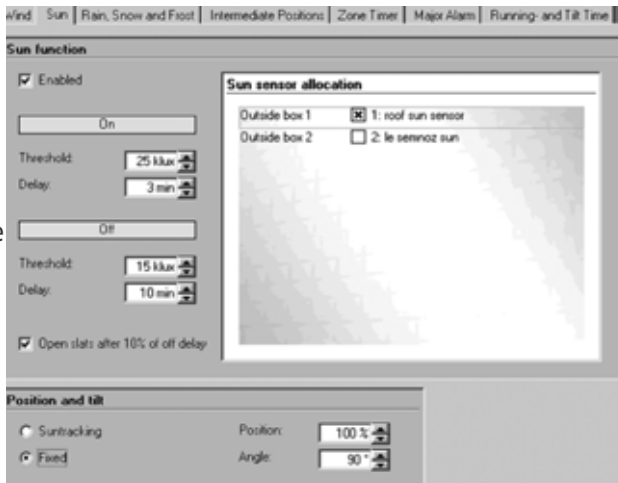 Wind Sun Rain, Snow and Frost Intermediate Positions Zone Timer Major Alarm Running- and Tilt Time
Sun function
Enabled
On
Threshold: 25 klux
Delay: 3 min
Off
Threshold: 15 klux
Delay: 10 min
Open slats after 10% of off delay
Sun sensor allocation
Outside box 1 1: roof sun sensor
Outside box 2 2: le semnoz sun
Position and tilt
Suntracking
Fixed
Position: 100 %
Angle: 90 °
e